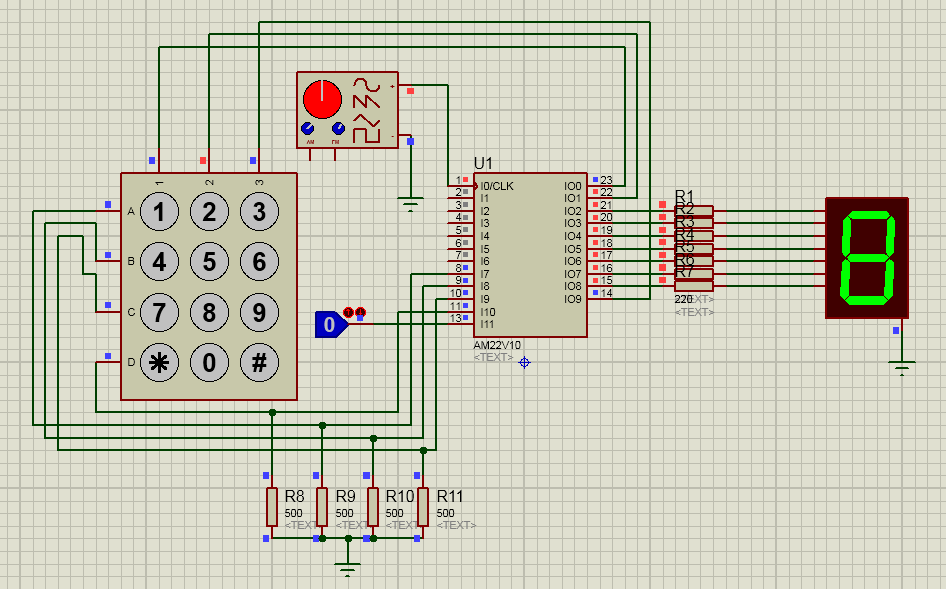 U1
1 2 3
A 1 2 3
B 4 5 6
C 7 8 9
D * 0 #
+
-
AM FM
1 I0/CLK IO0 23
2 I1 IO1 22
3 I2 IO2 21
4 I3 IO3 20
5 I4 IO4 19
6 I5 IO5 18
7 I6 IO6 17
8 I7 IO7 16
9 I8 IO8 15
10 I9 IO9 14
11 I10
13 I11
AM22V10
<TEXT>
0
R1
R2
R3
R4
R5
R6
R7
220
<TEXT>
<TEXT>
8
R8 R9 R10 R11
500 500 500 500
<TEXT> <TEXT> <TEXT> <TEXT>